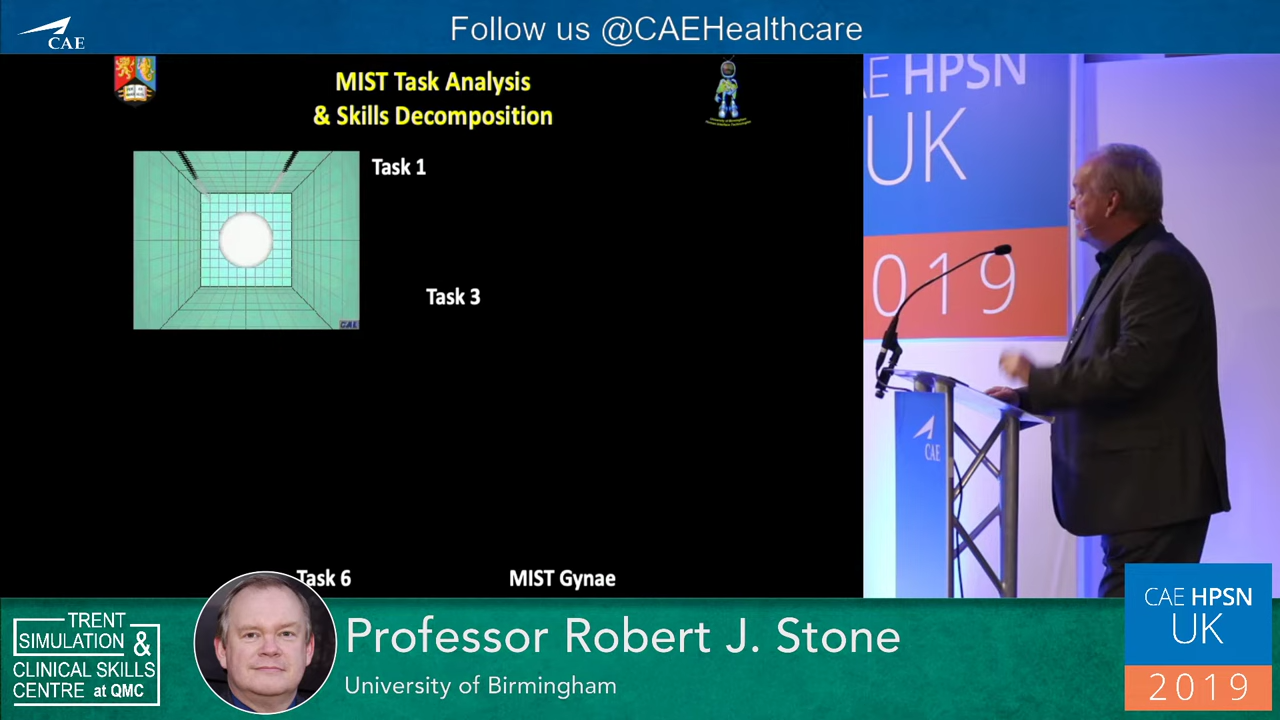 CAE
Follow us @CAEHealthcare
MIST Task Analysis
& Skills Decomposition
Task 1
Task 3
CAE
Task 6
MIST Gynae
AE HPSN
UK
019
CAE
TRENT
SIMULATION &
CLINICAL SKILLS
CENTRE at QMC
Professor Robert J. Stone
University of Birmingham
CAE HPSN
UK
2019